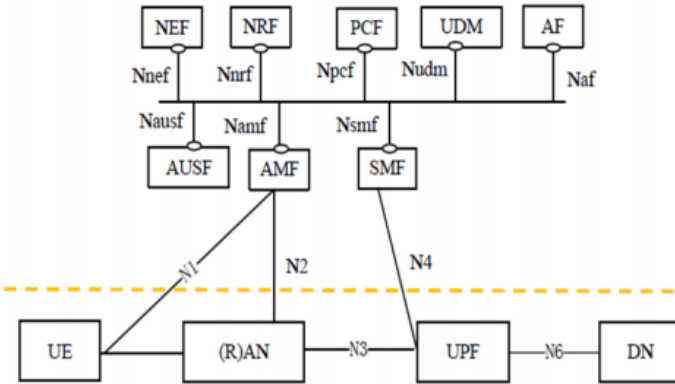 NEF NRF PCF UDM AF
Nnef Nnrf Npcf Nudm Naf
Nausf Namf Nsmf
AUSF AMF SMF
N1 N2 N4
UE (R)AN N3 UPF N6 DN